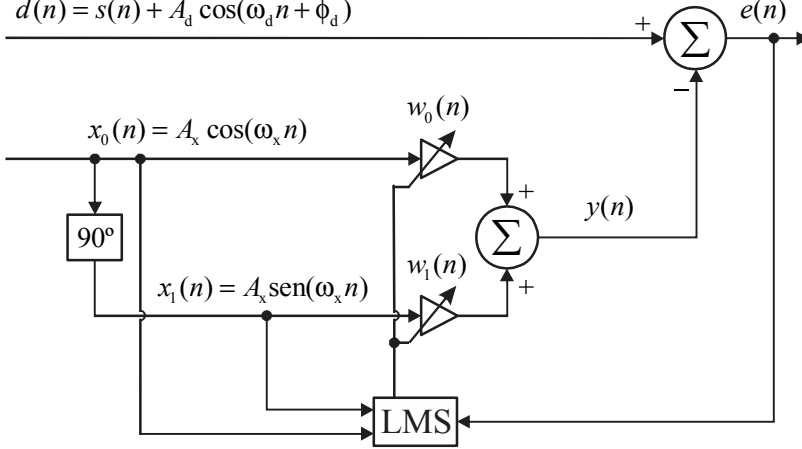 d(n) = s(n) + A_d cos(ω_d n + ϕ_d)
+
Σ
e(n)
−
x_0(n) = A_x cos(ω_x n)
w_0(n)
+
90º
Σ
y(n)
x_1(n) = A_x sen(ω_x n)
w_1(n)
+
LMS